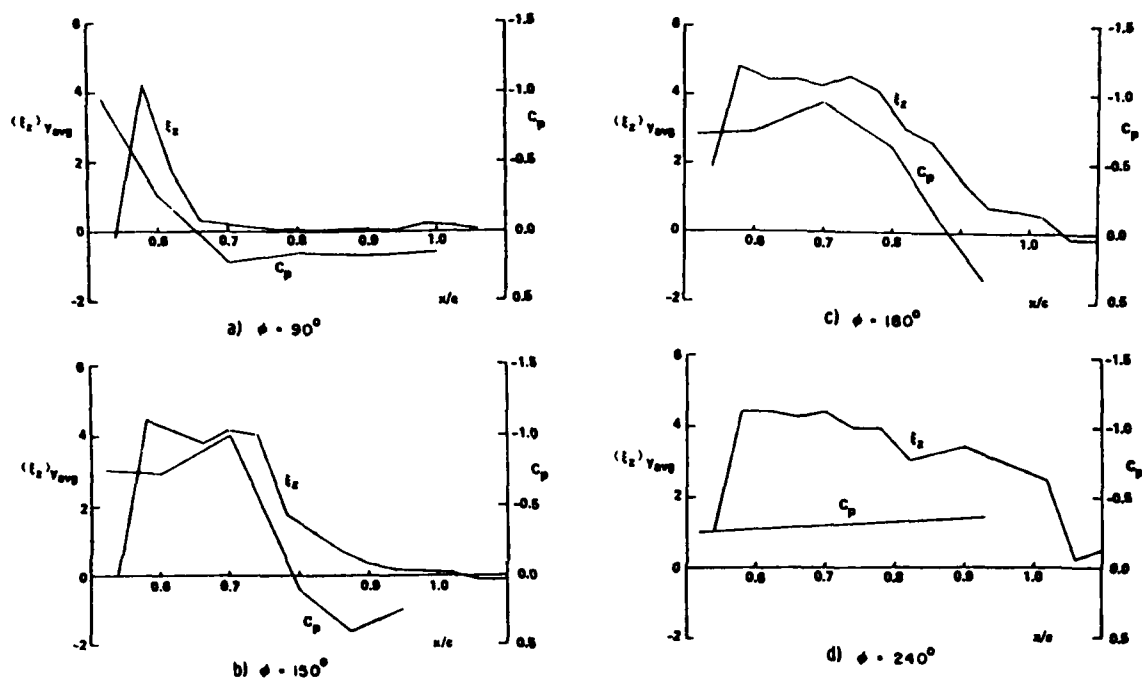 6
4
2
0
-2
(ξz)yavg
-1.5
-1.0
-0.5
0.0
0.5
Cp
ξz
Cp
0.6 0.7 0.8 0.9 1.0
x/c
a) φ = 90°
6
4
2
0
-2
(ξz)yavg
-1.5
-1.0
-0.5
0.0
0.5
Cp
ξz
Cp
0.6 0.7 0.8 0.9 1.0
x/c
c) φ = 180°
6
4
2
0
-2
(ξz)yavg
-1.5
-1.0
-0.5
0.0
0.5
Cp
ξz
Cp
0.6 0.7 0.8 0.9 1.0
x/c
b) φ = 150°
6
4
2
0
-2
(ξz)yavg
-1.5
-1.0
-0.5
0.0
0.5
Cp
ξz
Cp
0.6 0.7 0.8 0.9 1.0
x/c
d) φ = 240°